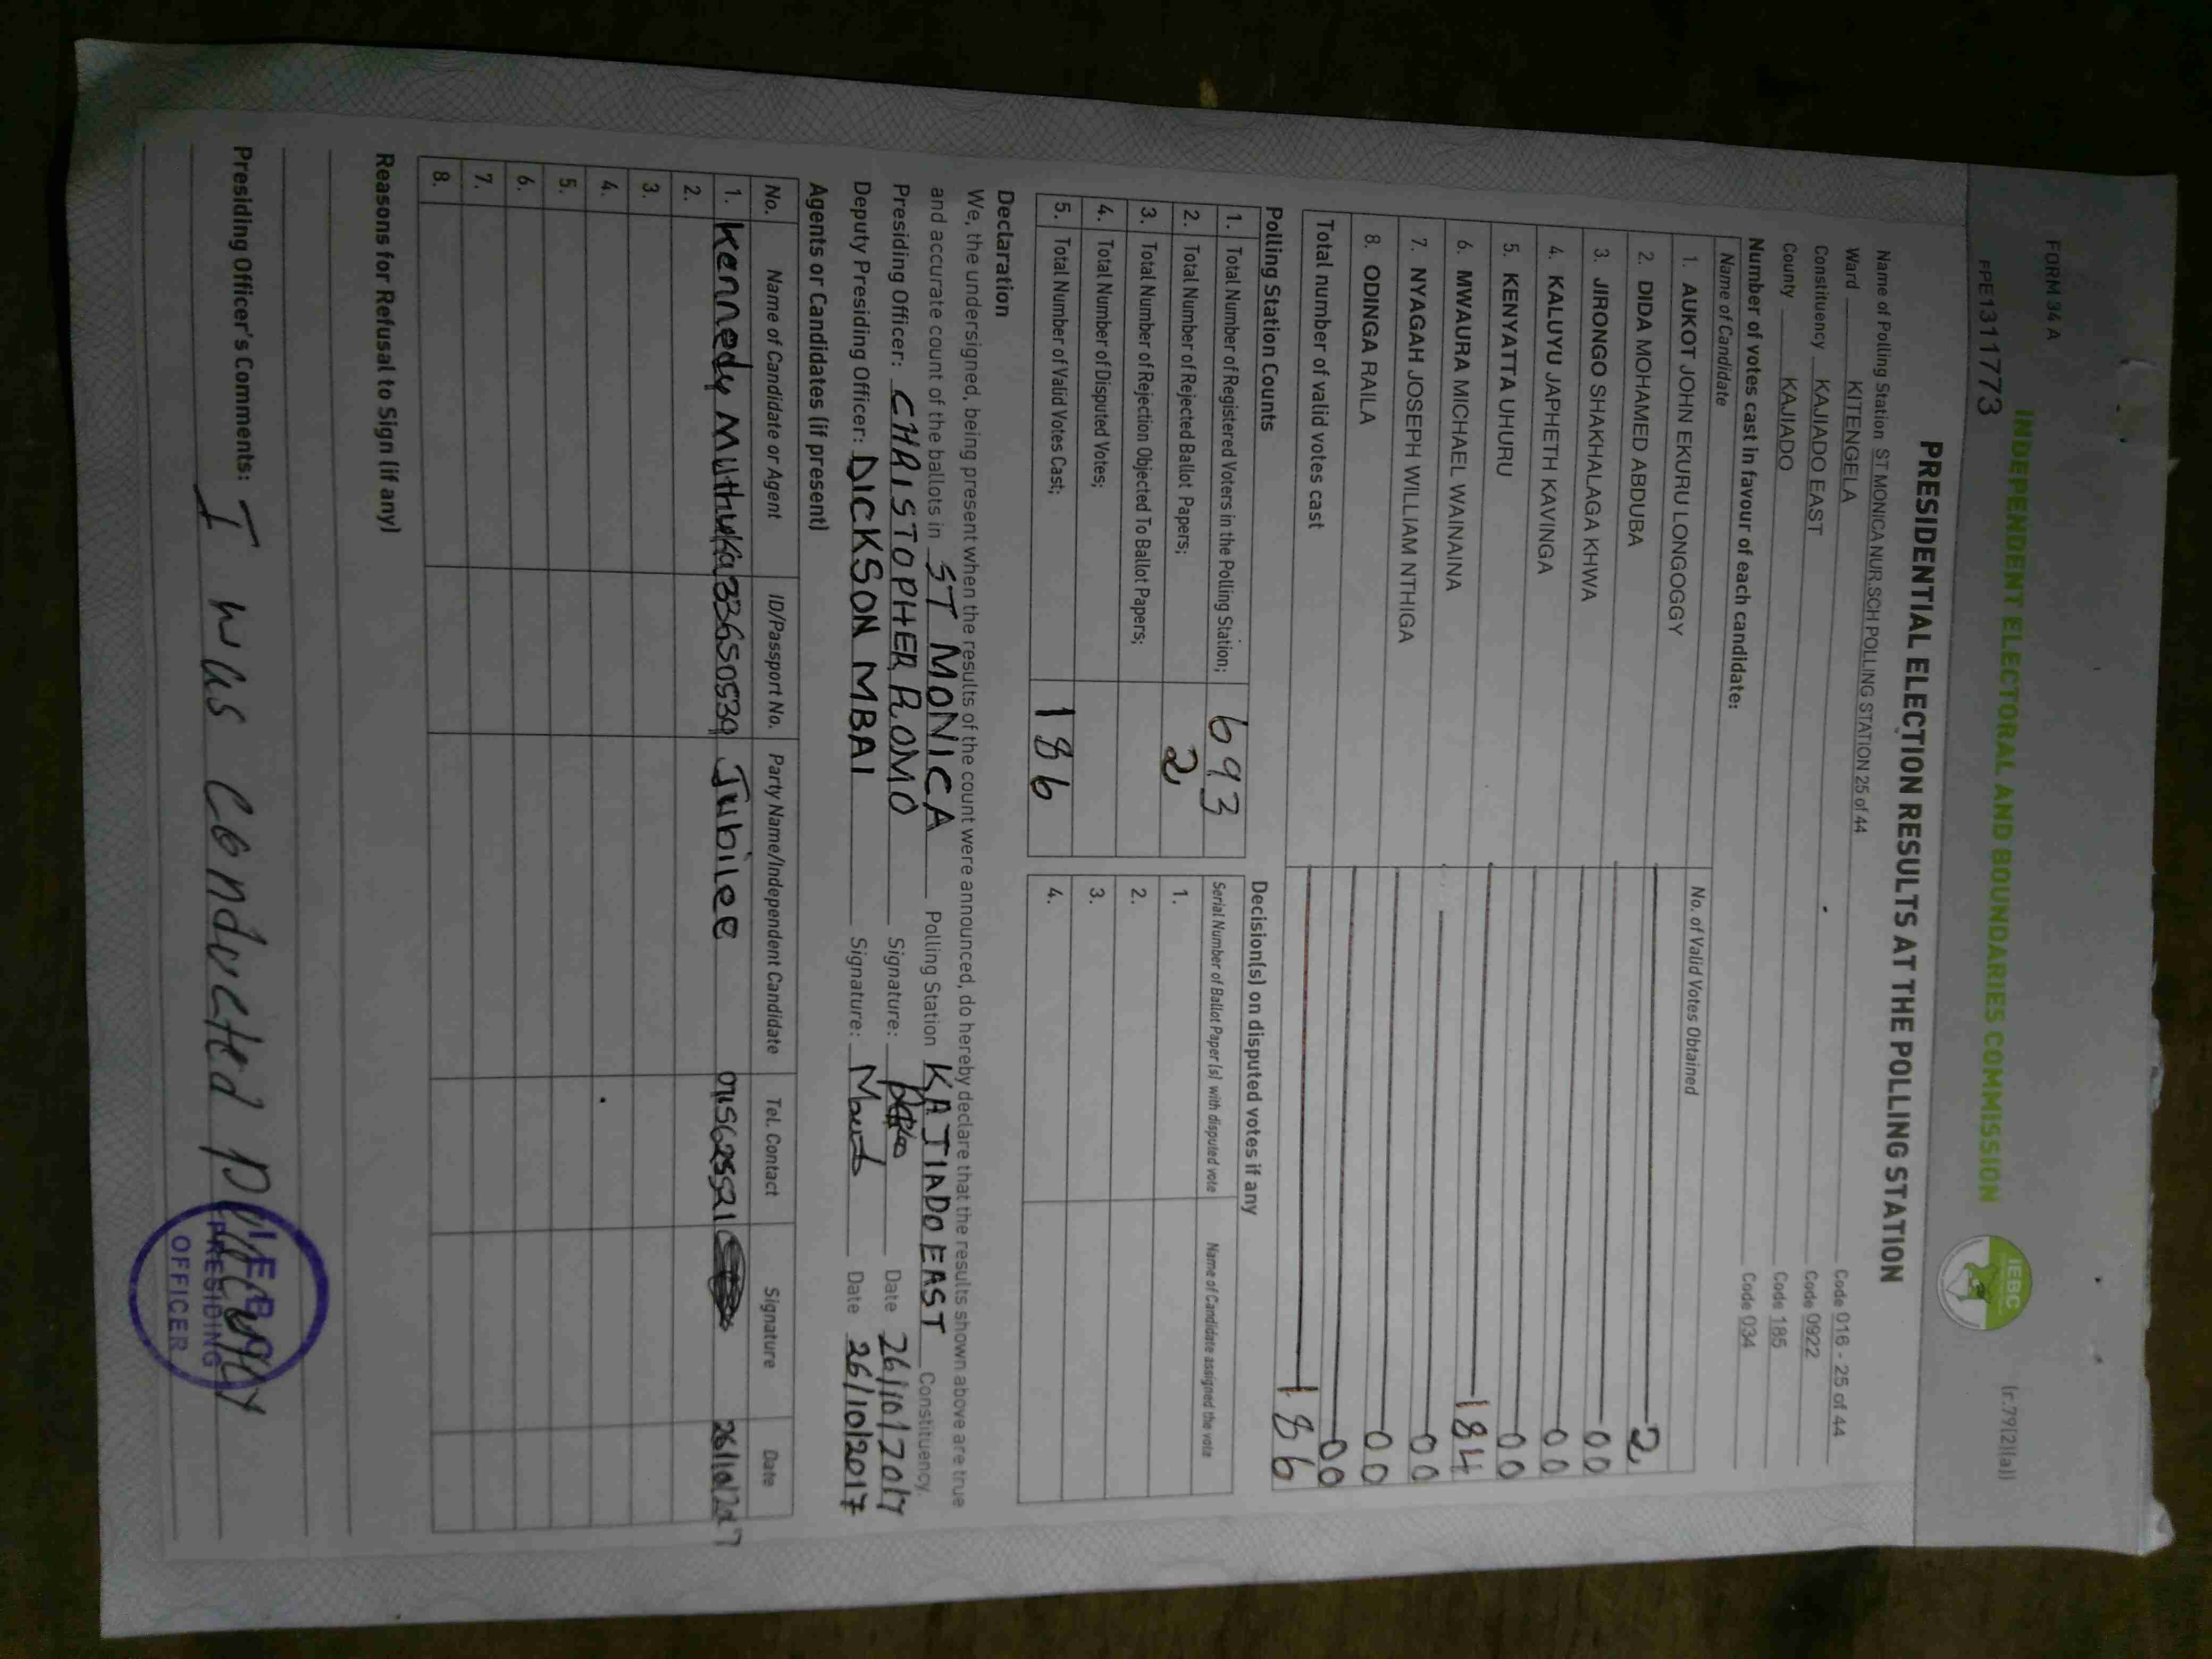 FORM 34 A
(r.79(2)(a))
INDEPENDENT ELECTORAL AND BOUNDARIES COMMISSION
IEBC
FPE1311773
PRESIDENTIAL ELECTION RESULTS AT THE POLLING STATION
Name of Polling Station ST MONICA NUR.SCH POLLING STATION 25 of 44 Code 016 - 25 of 44
Ward KITENGELA Code 0922
Constituency KAJIADO EAST Code 185
County KAJIADO Code 034
Number of votes cast in favour of each candidate:
Name of Candidate No. of Valid Votes Obtained
1. AUKOT JOHN EKURU LONGOGGY 2
2. DIDA MOHAMED ABDUBA 00
3. JIRONGO SHAKHALAGA KHWA 00
4. KALUYU JAPHETH KAVINGA 00
5. KENYATTA UHURU 184
6. MWAURA MICHAEL WAINAINA 00
7. NYAGAH JOSEPH WILLIAM NTHIGA 00
8. ODINGA RAILA 00
Total number of valid votes cast 186
Polling Station Counts
1. Total Number of Registered Voters in the Polling Station; 693
2. Total Number of Rejected Ballot Papers; 2
3. Total Number of Rejection Objected To Ballot Papers;
4. Total Number of Disputed Votes;
5. Total Number of Valid Votes Cast; 186
Decision(s) on disputed votes if any
Serial Number of Ballot Paper (s) with disputed vote Name of Candidate assigned the vote
1.
2.
3.
4.
Declaration
We, the undersigned, being present when the results of the count were announced, do hereby declare that the results shown above are true
and accurate count of the ballots in ST MONICA Polling Station KAJIADO EAST Constituency.
Presiding Officer: CHRISTOPHER ROMO Signature: Date 26/10/2017
Deputy Presiding Officer: DICKSON MBAI Signature: Date 26/10/2017
Agents or Candidates (if present)
No. Name of Candidate or Agent ID/Passport No. Party Name/Independent Candidate Tel. Contact Signature Date
1. Kennedy Muthuka Jubilee
2.
3.
4.
5.
6.
7.
8.
Reasons for Refusal to Sign (if any)
Presiding Officer's Comments: I was conducted
IEBC
PRESIDING
OFFICER